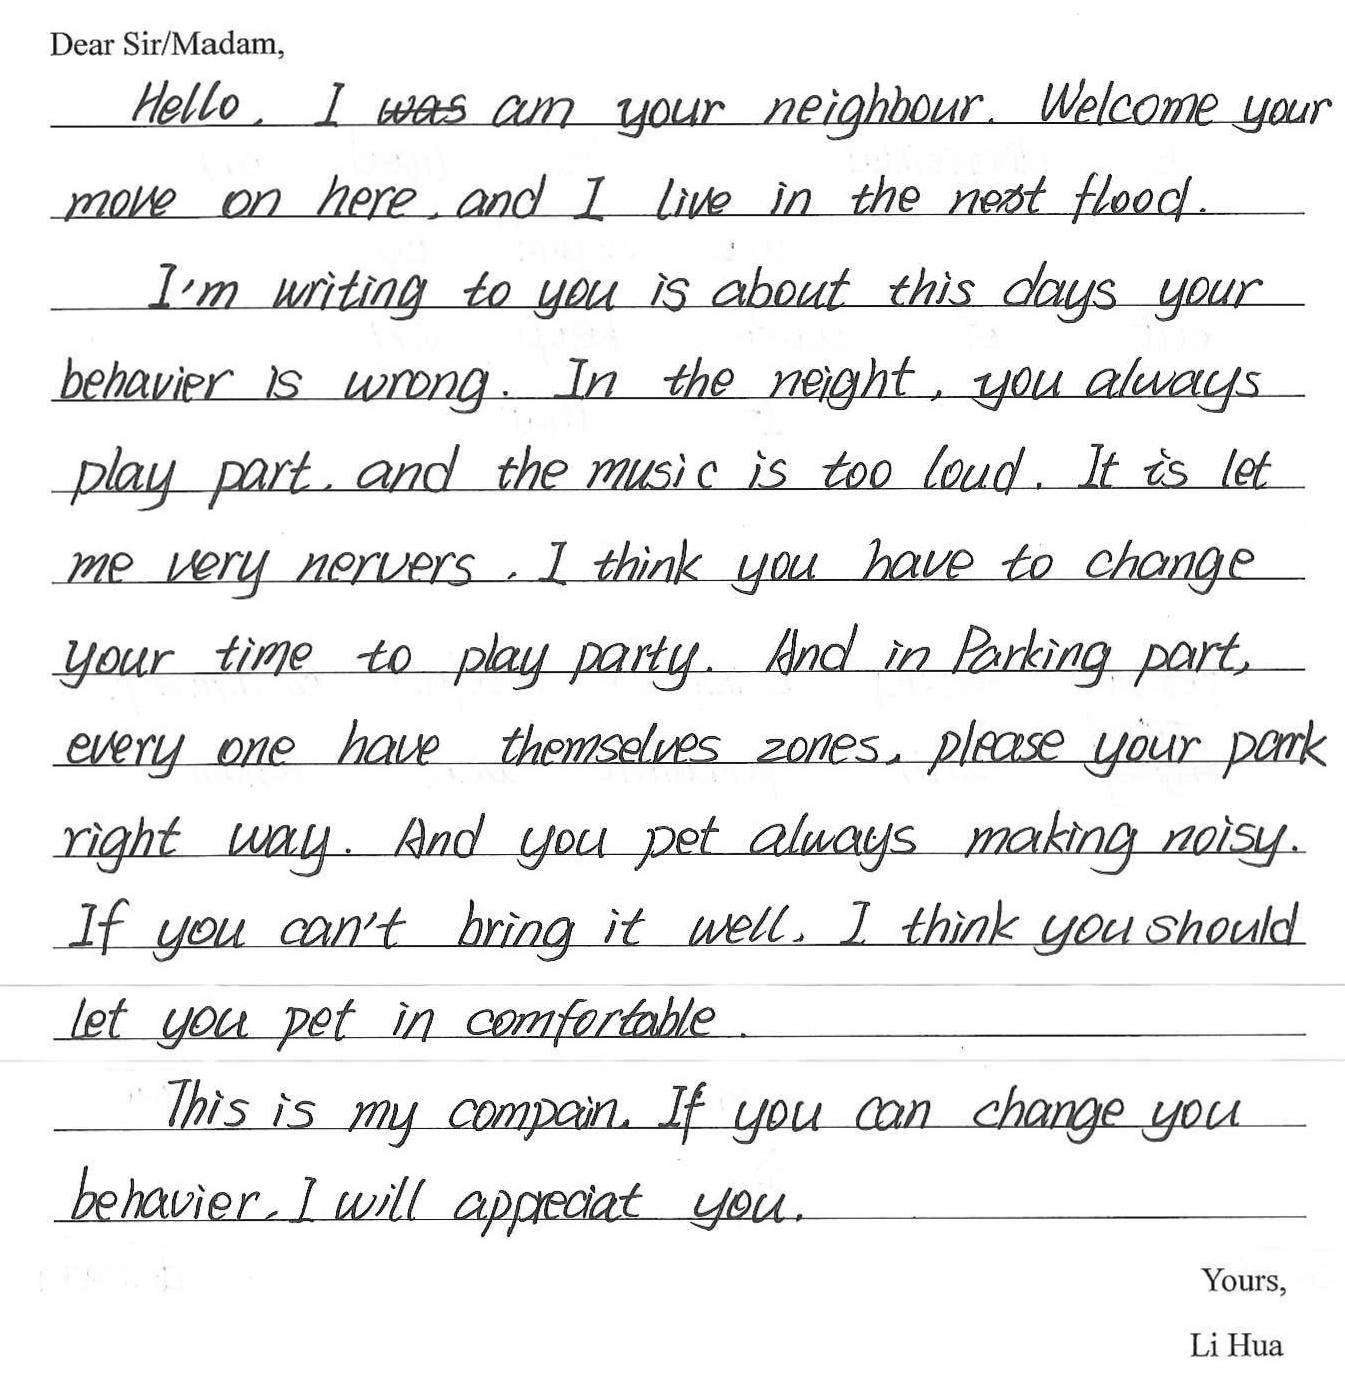 Dear Sir/Madam,
Hello, I was am your neighbour. Welcome your
move on here, and I live in the next flood.
I'm writing to you is about this days your
behavier is wrong. In the neight, you always
play part, and the music is too loud. It is let
me very nervers. I think you have to change
your time to play party. And in Parking part,
every one have themselves zones, please your park
right way. And you pet always making noisy.
If you can't bring it well, I think you should
let you pet in comfortable.
This is my compain. If you can change you
behavier, I will appreciat you.
Yours,
Li Hua